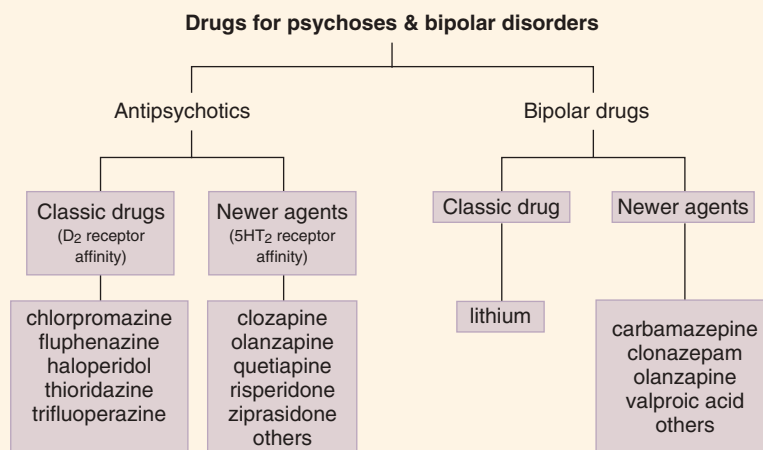 Drugs for psychoses & bipolar disorders
Antipsychotics
Bipolar drugs
Classic drugs
(D₂ receptor
affinity)
Newer agents
(5HT₂ receptor
affinity)
Classic drug
Newer agents
chlorpromazine
fluphenazine
haloperidol
thioridazine
trifluoperazine
clozapine
olanzapine
quetiapine
risperidone
ziprasidone
others
lithium
carbamazepine
clonazepam
olanzapine
valproic acid
others